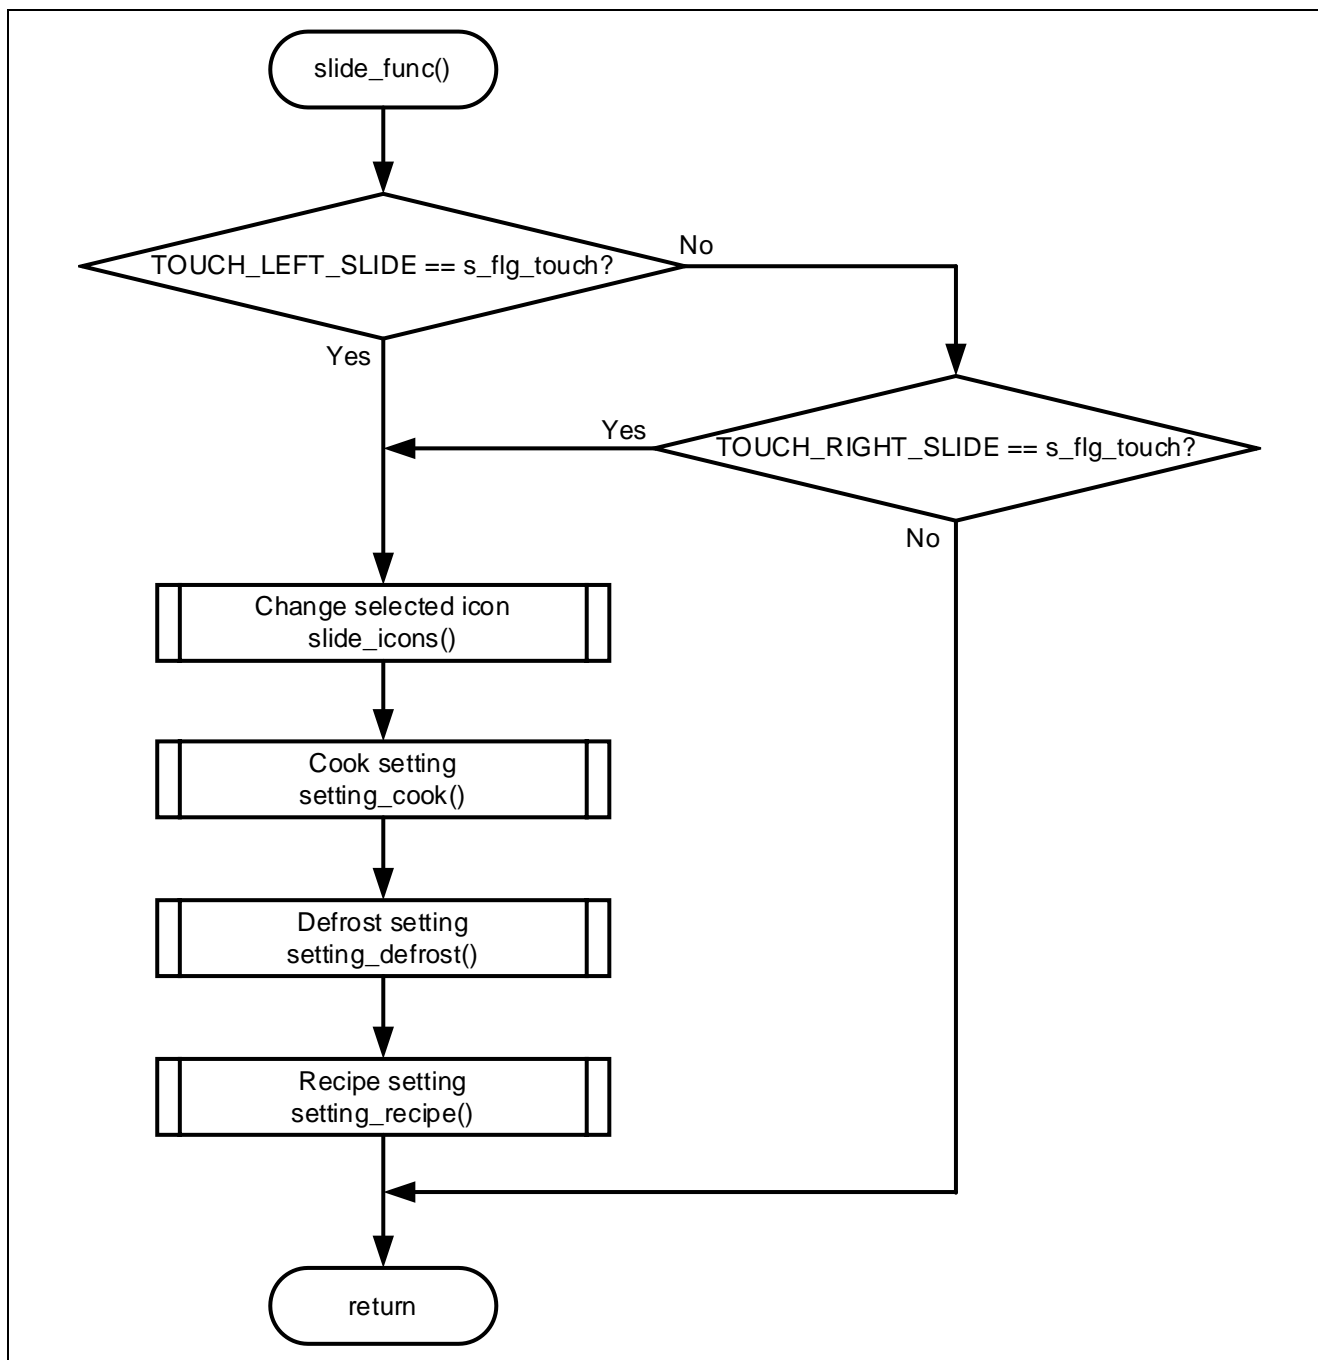 slide_func()
TOUCH_LEFT_SLIDE == s_flg_touch?
No
Yes
TOUCH_RIGHT_SLIDE == s_flg_touch?
Yes
No
Change selected icon
slide_icons()
Cook setting
setting_cook()
Defrost setting
setting_defrost()
Recipe setting
setting_recipe()
return